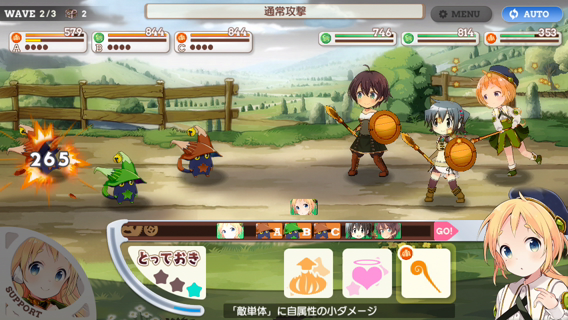 WAVE 2/3 2
通常攻撃
MENU
AUTO
579
844
844
A
B
C
746
814
353
265
A B C
GO!
とっておき
SUPPORT
「敵単体」に自属性の小ダメージ